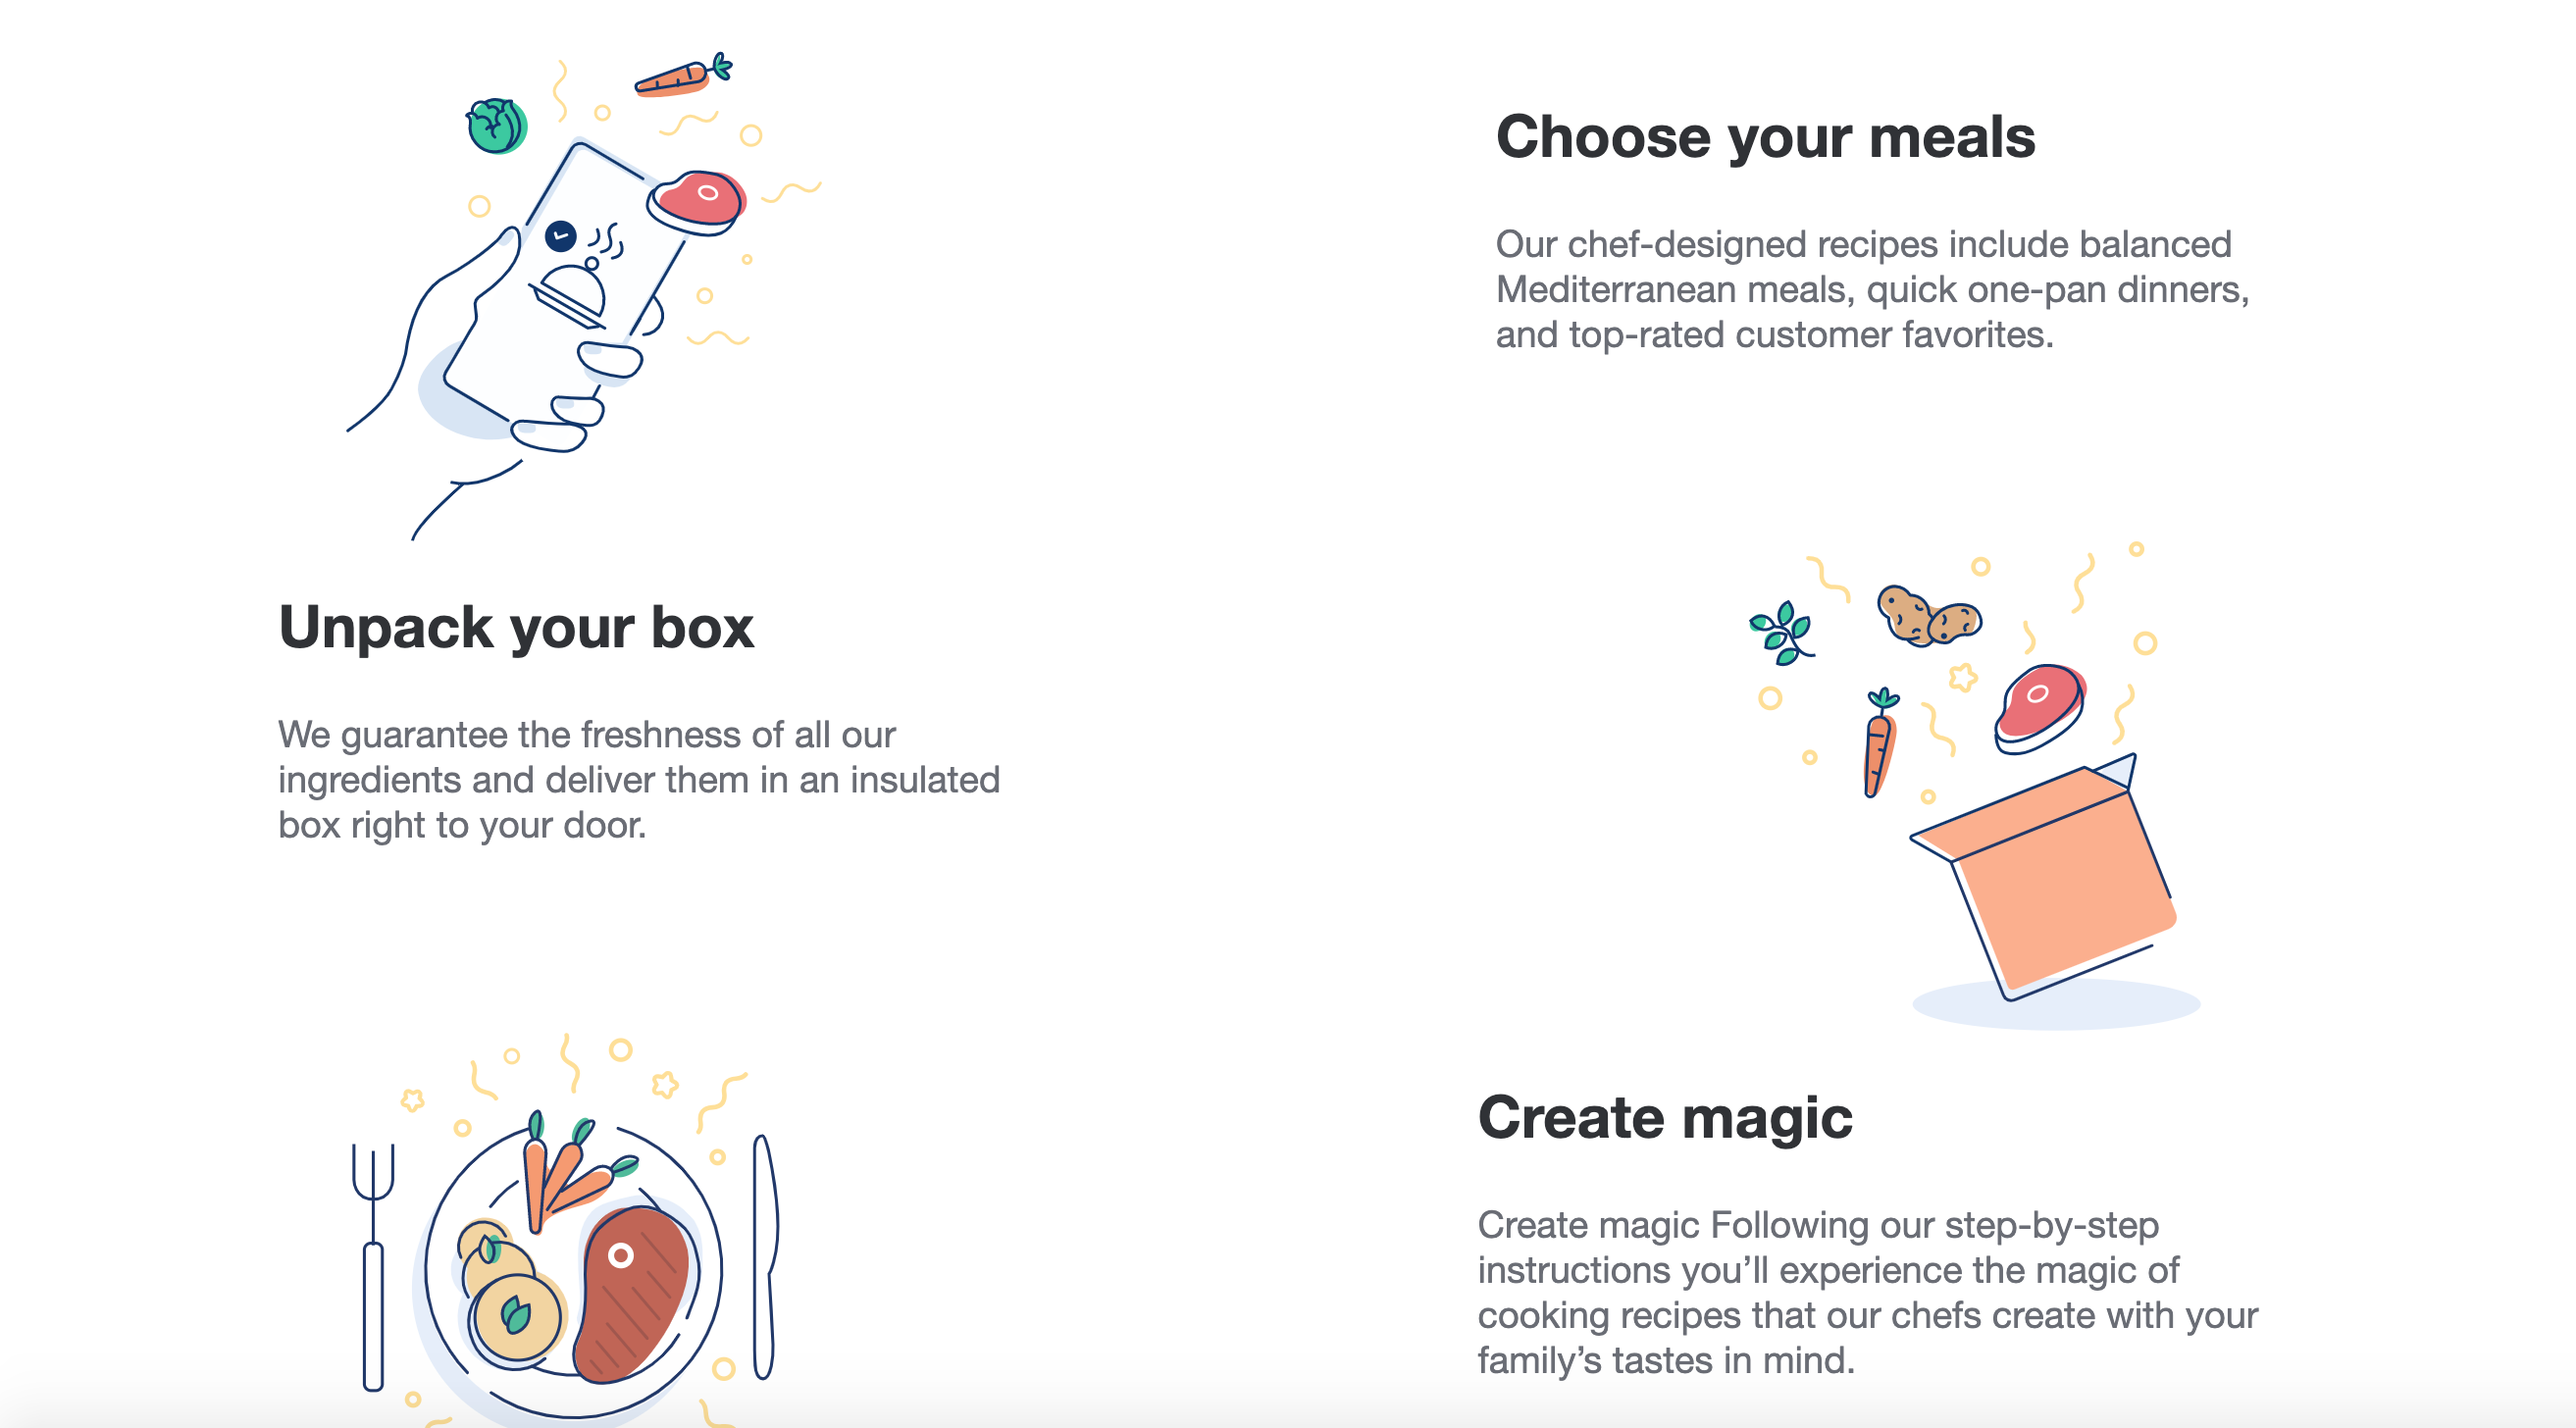 Choose your meals
Our chef-designed recipes include balanced
Mediterranean meals, quick one-pan dinners,
and top-rated customer favorites.
Unpack your box
We guarantee the freshness of all our
ingredients and deliver them in an insulated
box right to your door.
Create magic
Create magic Following our step-by-step
instructions you’ll experience the magic of
cooking recipes that our chefs create with your
family’s tastes in mind.